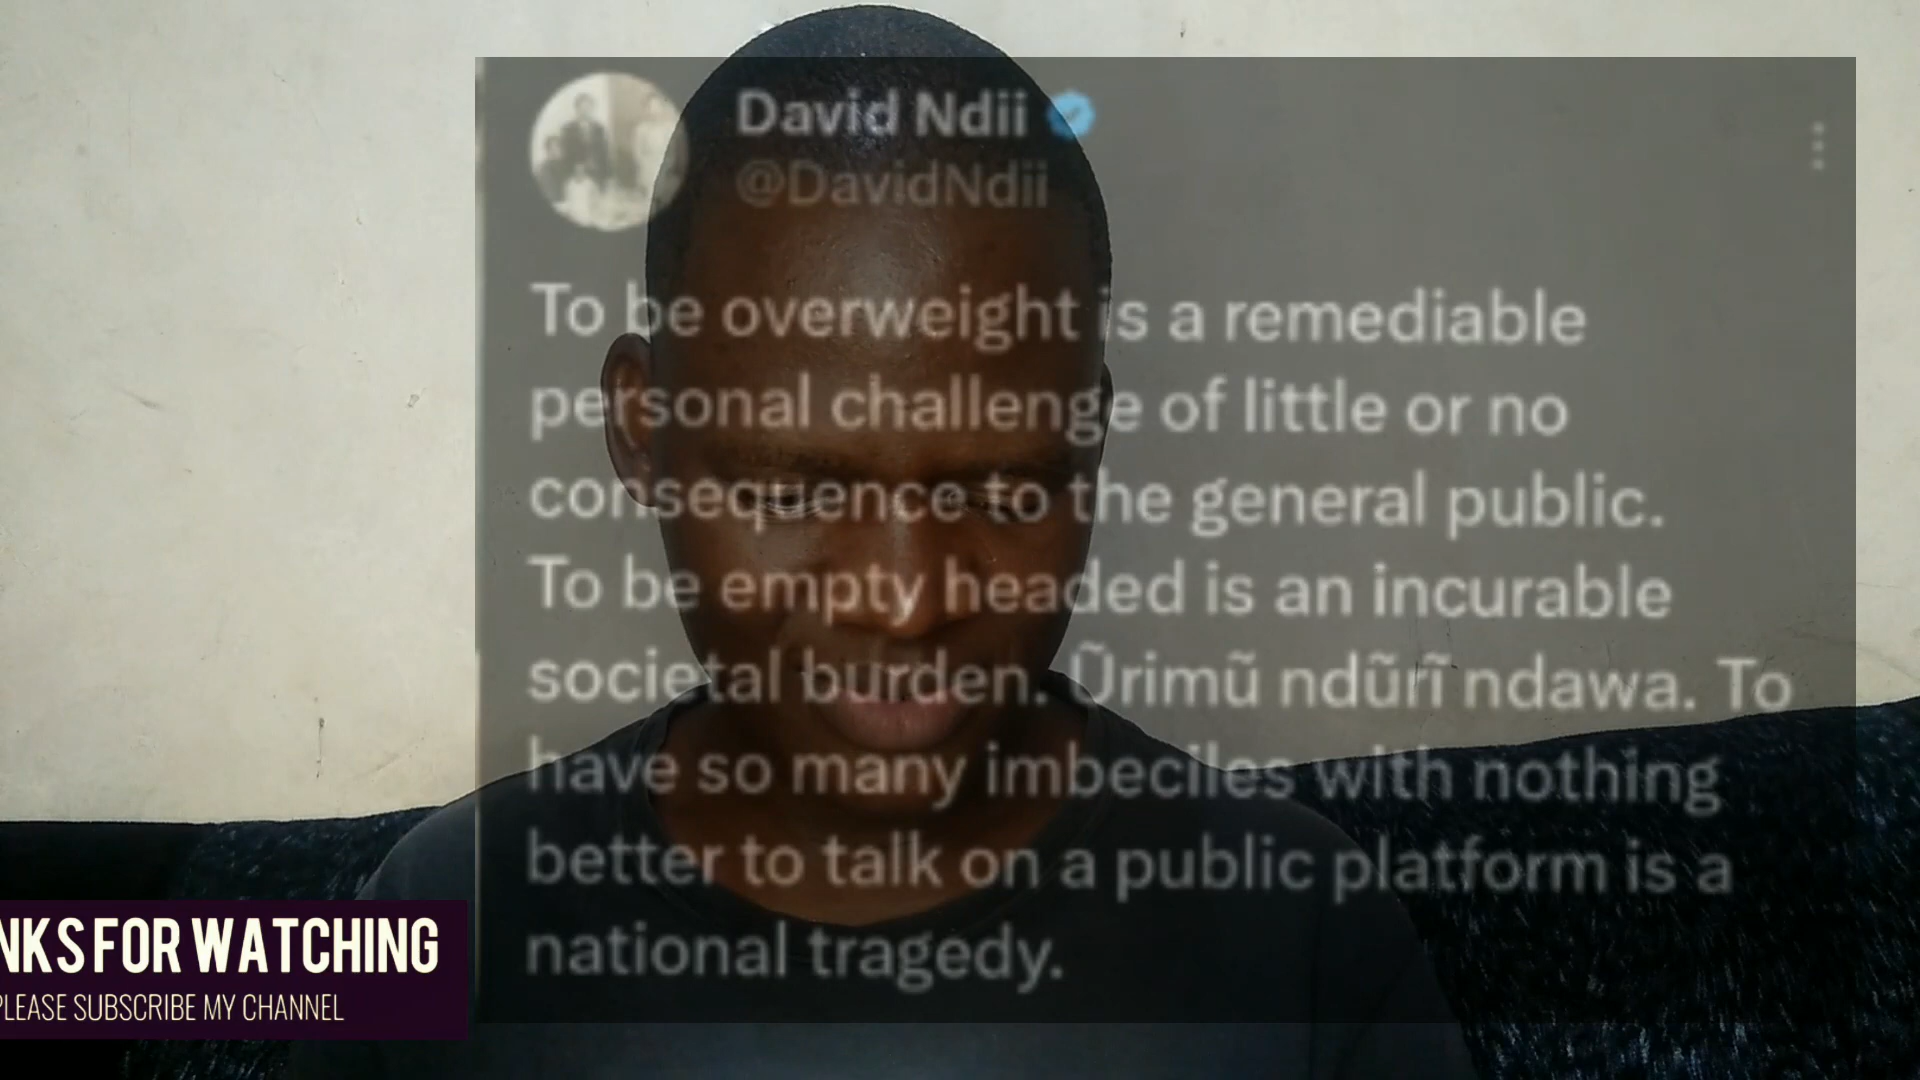 David Ndii
@DavidNdii
To be overweight is a remediable
personal challenge of little or no
consequence to the general public.
To be empty headed is an incurable
societal burden. Ũrimũ ndũrĩ ndawa. To
have so many imbeciles with nothing
better to talk on a public platform is a
national tragedy.
NKS FOR WATCHING
PLEASE SUBSCRIBE MY CHANNEL